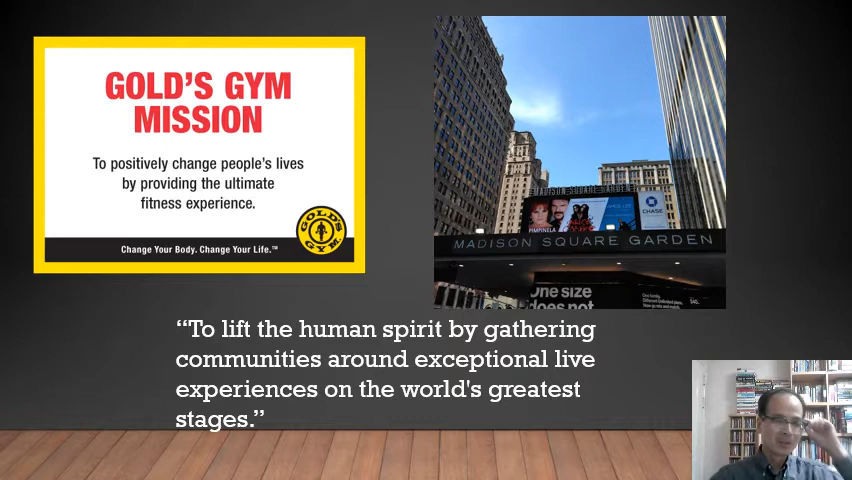 GOLD'S GYM
MISSION
To positively change people's lives
by providing the ultimate
fitness experience.
GOLD'S
GYM
Change Your Body. Change Your Life.™
PIMPINELA
CHASE
MADISON SQUARE GARDEN
One size
does not
“To lift the human spirit by gathering
communities around exceptional live
experiences on the world's greatest
stages.”